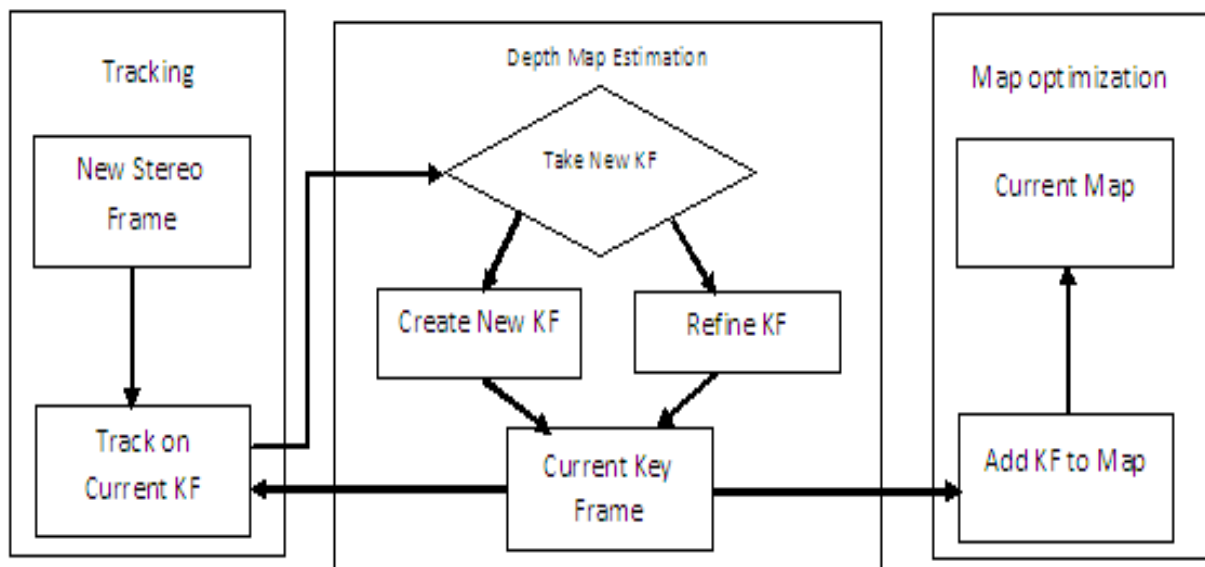 Tracking
New Stereo
Frame
Track on
Current KF
Depth Map Estimation
Take New KF
Create New KF
Refine KF
Current Key
Frame
Map optimization
Current Map
Add KF to Map